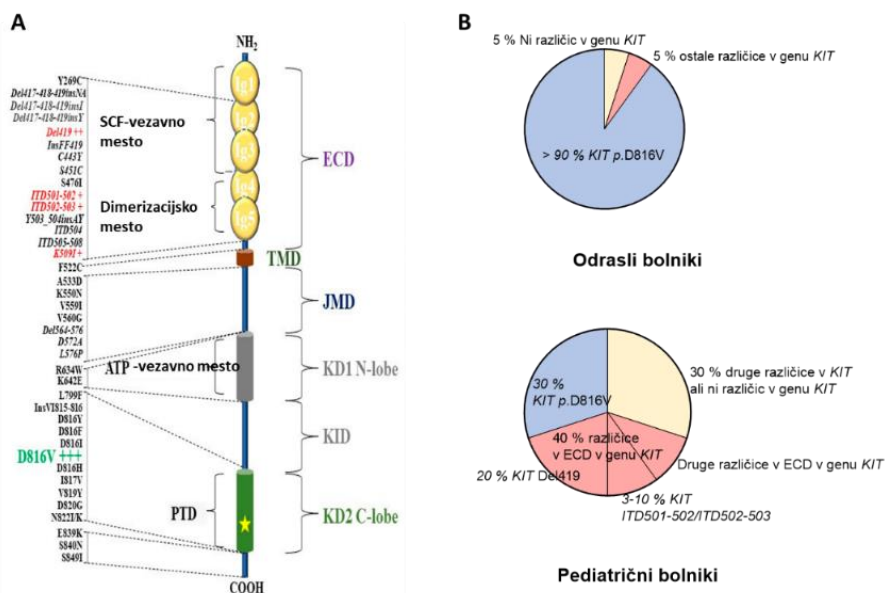 A
NH₂
Y269C
Del417-418-419insNA
Del417-418-419insI
Del417-418-419insY
Del419 ++
InsFF419
C443Y
S451C
S476I
ITD501-502 +
ITD502-503 +
Y503_504insAY
ITD504
ITD505-508
K509I+
F522C
A533D
K550N
V559I
V560G
Del564-576
D572A
L576P
R634W
K642E
L799F
InsVI815-816
D816Y
D816F
D816I
D816V +++
D816H
I817V
V819Y
D820G
N822I/K
E839K
S840N
S849I
SCF-vezavno
mesto
Dimerizacijsko
mesto
ATP -vezavno mesto
PTD
Ig1
Ig2
Ig3
Ig4
Ig5
COOH
ECD
TMD
JMD
KD1 N-lobe
KID
KD2 C-lobe
B
5 % Ni različic v genu KIT
5 % ostale različice v genu KIT
> 90 % KIT p.D816V
Odrasli bolniki
30 %
KIT p.D816V
30 % druge različice v KIT
ali ni različic v genu KIT
40 % različice
v ECD v genu KIT
20 % KIT Del419
Druge različice v ECD v genu KIT
3-10 % KIT
ITD501-502/ITD502-503
Pediatrični bolniki